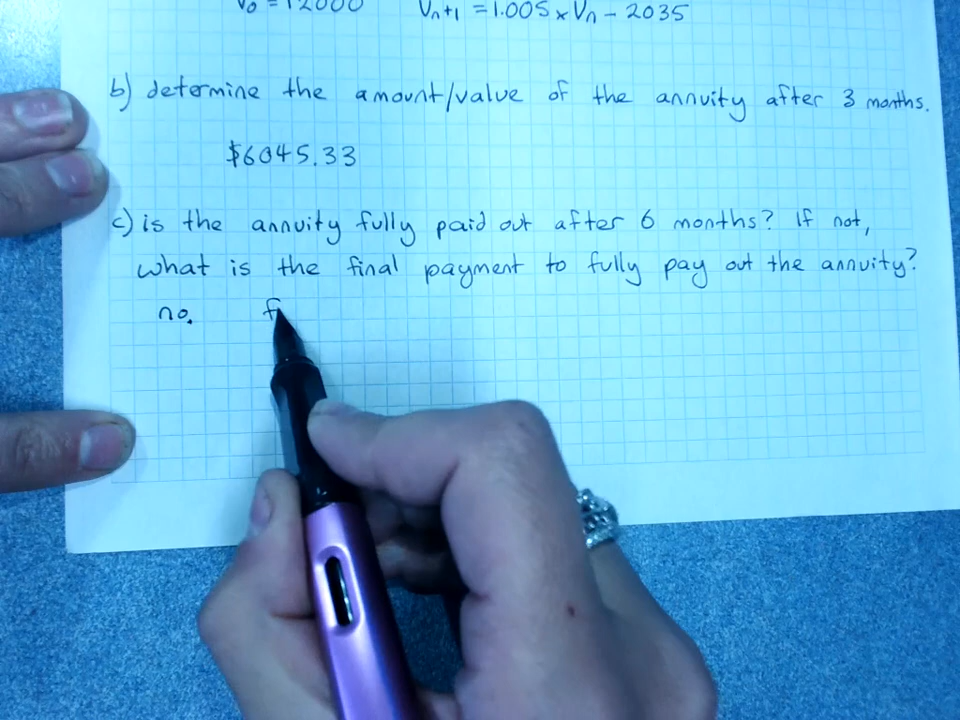 V0 = 12000 Vn+1 = 1.005 x Vn - 2035
b) determine the amount/value of the annuity after 3 months.
$6045.33
c) is the annuity fully paid out after 6 months? If not,
what is the final payment to fully pay out the annuity?
no. f